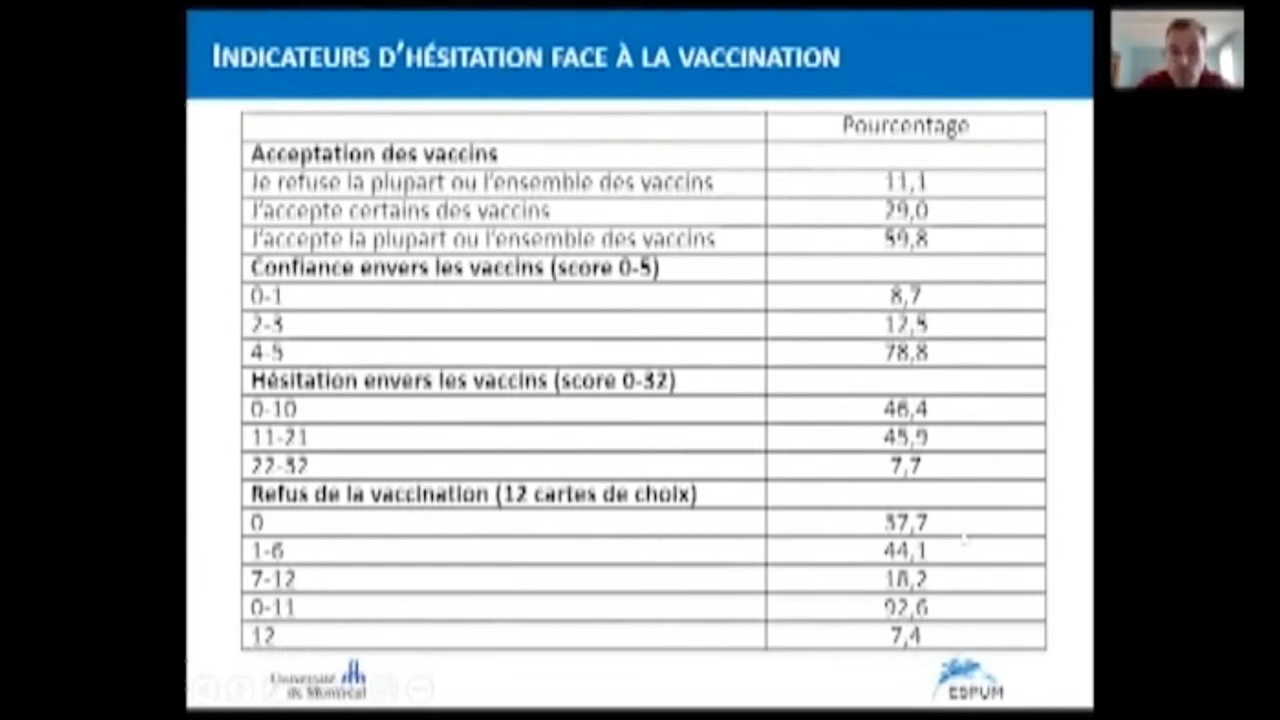 INDICATEURS D'HÉSITATION FACE À LA VACCINATION
Pourcentage
Acceptation des vaccins
Je refuse la plupart ou l'ensemble des vaccins 11,1
J'accepte certains des vaccins 29,0
J'accepte la plupart ou l'ensemble des vaccins 59,8
Confiance envers les vaccins (score 0-5)
0-1 8,7
2-3 12,5
4-5 78,8
Hésitation envers les vaccins (score 0-32)
0-10 46,4
11-21 45,9
22-32 7,7
Refus de la vaccination (12 cartes de choix)
0 37,7
1-6 44,1
7-12 18,2
0-11 92,6
12 7,4
Université
de Montréal
ESPUM